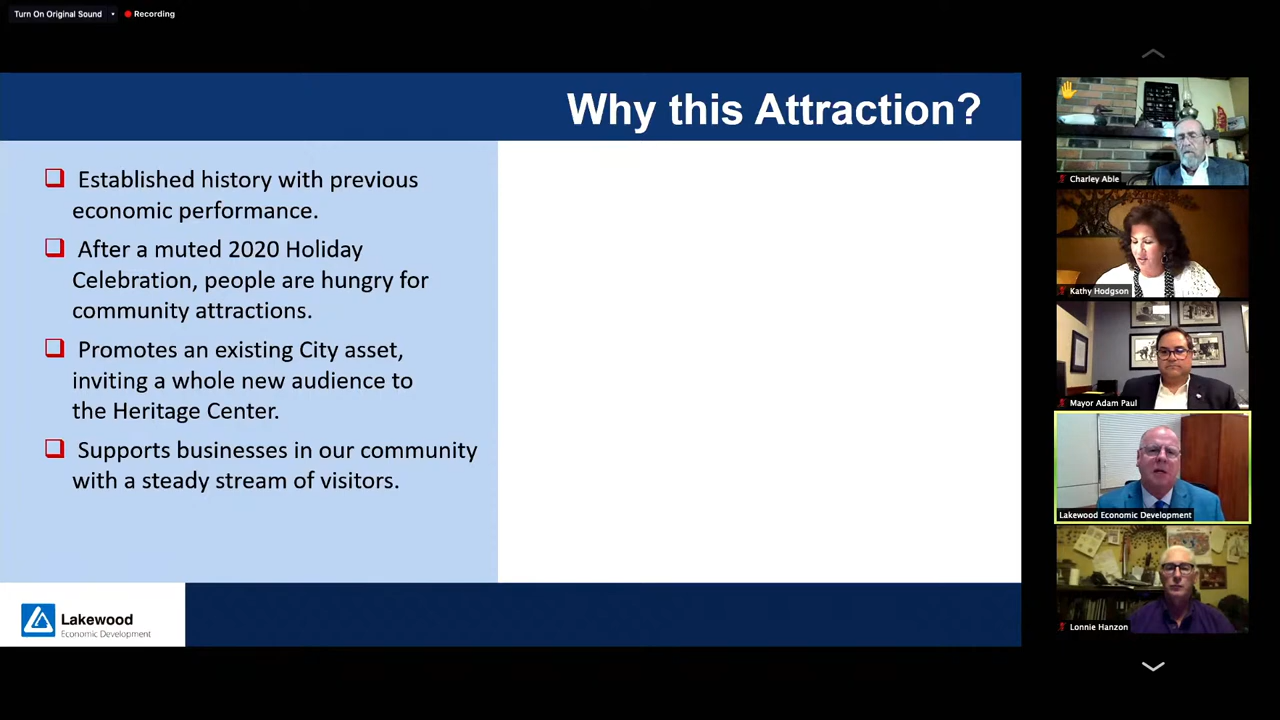 Turn On Original Sound
Recording
Why this Attraction?
Established history with previous
economic performance.
After a muted 2020 Holiday
Celebration, people are hungry for
community attractions.
Promotes an existing City asset,
inviting a whole new audience to
the Heritage Center.
Supports businesses in our community
with a steady stream of visitors.
Lakewood
Economic Development
Charley Able
Kathy Hodgson
Mayor Adam Paul
Lakewood Economic Development
Lonnie Hanzon